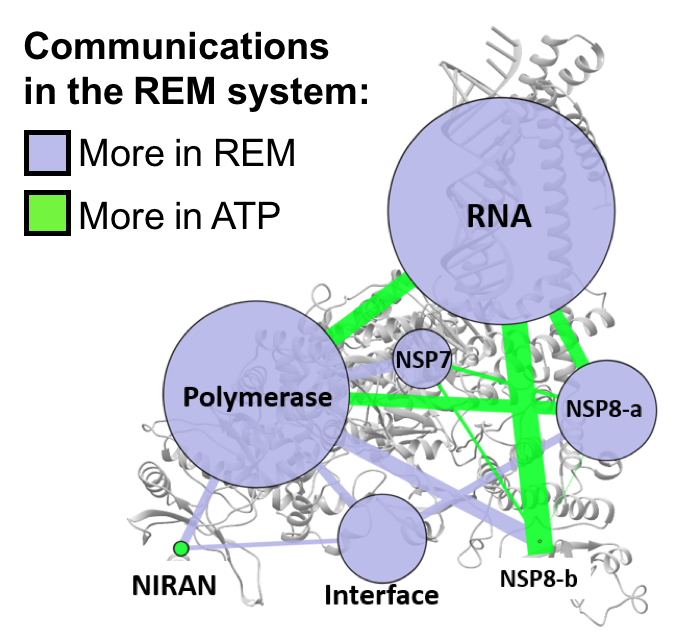 Communications
in the REM system:
More in REM
More in ATP
RNA
NSP7
Polymerase
NSP8-a
NIRAN
Interface
NSP8-b